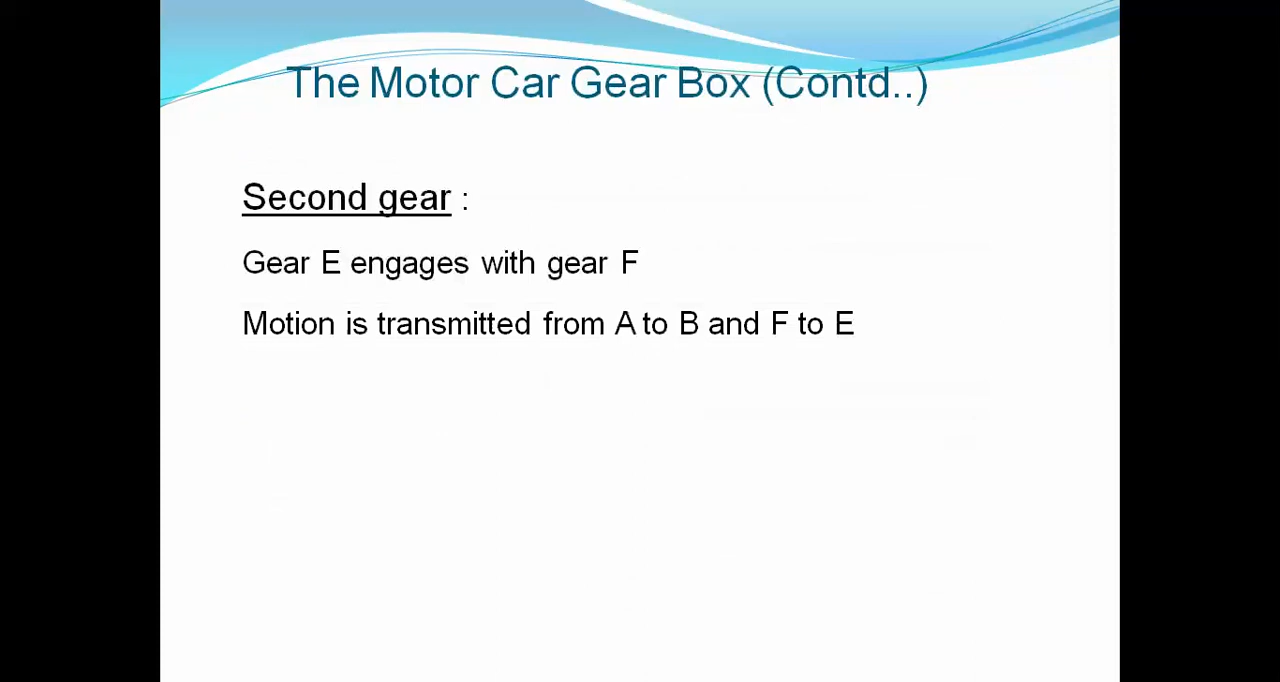 The Motor Car Gear Box (Contd..)
Second gear :
Gear E engages with gear F
Motion is transmitted from A to B and F to E